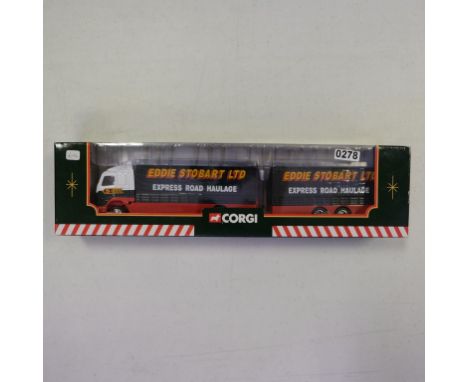 0278
EDDIE STOBART LTD
EXPRESS ROAD HAULAGE
EDDIE STOBART LTD
EXPRESS ROAD HAULAGE
CORGI